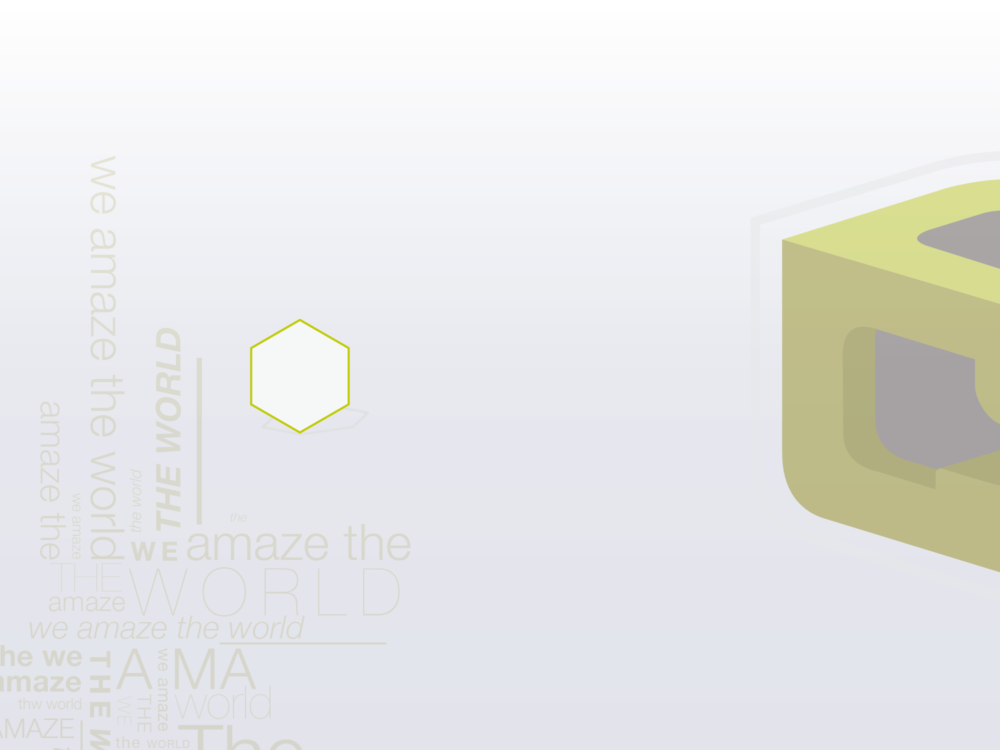 we amaze the world
THE WORLD
amaze the
we amaze
the world
the
WE amaze the
THE WORLD
amaze
we amaze the world
he we
maze
THE W
A MA
we amaze
thw world
WE
THE
world
AMAZE
the WORLD
The